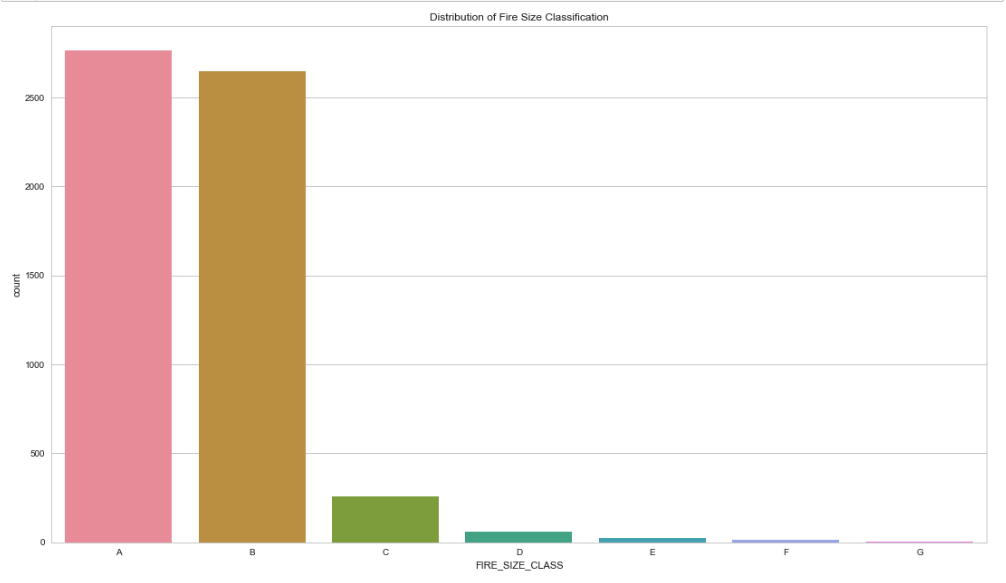 Distribution of Fire Size Classification
2500
2000
1500
1000
500
0
count
A B C D E F G
FIRE_SIZE_CLASS